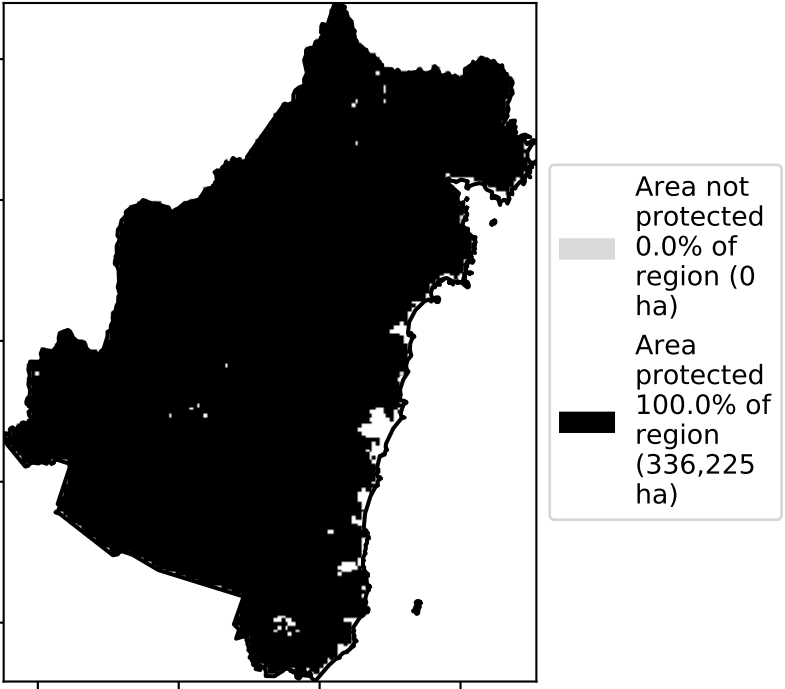 Area not
protected
0.0% of
region (0
ha)
Area
protected
100.0% of
region
(336,225
ha)